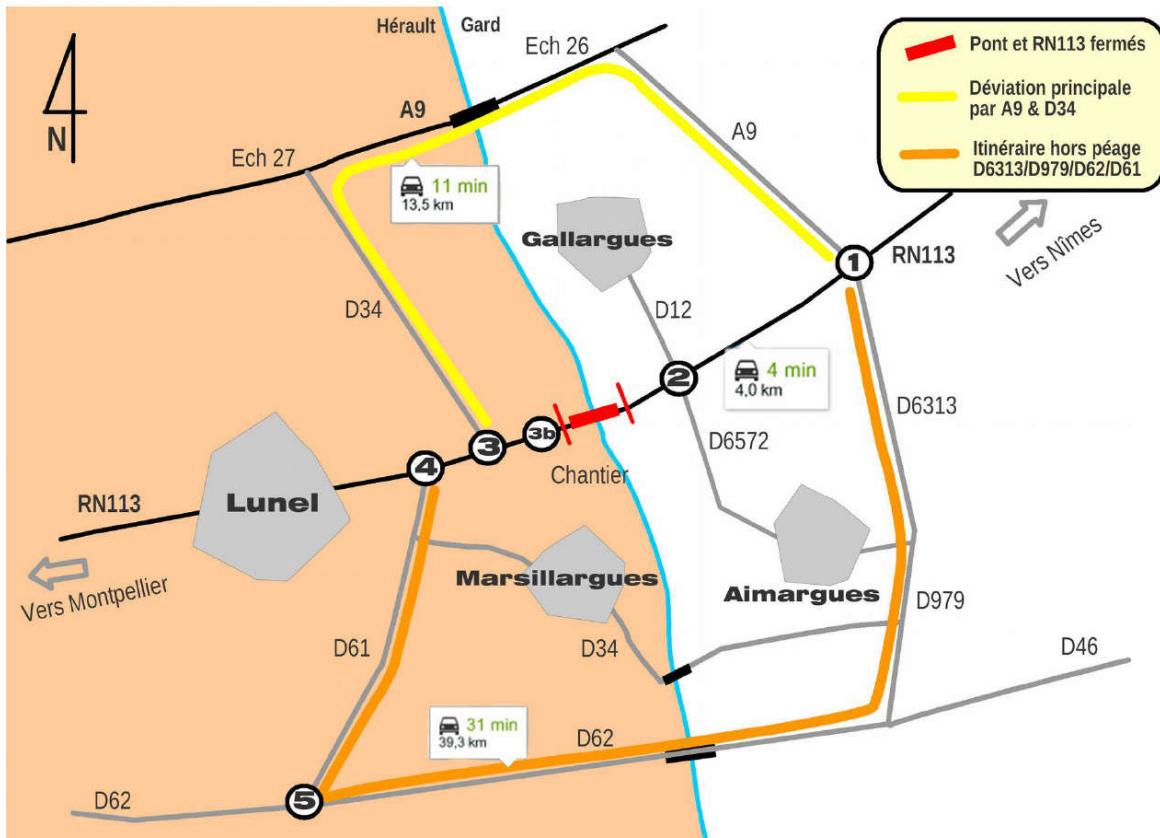 Hérault Gard
Ech 26
A9
Ech 27
11 min
13,5 km
A9
Pont et RN113 fermés
Déviation principale
par A9 & D34
Itinéraire hors péage
D6313/D979/D62/D61
N
Gallargues
1
RN113
Vers Nîmes
D34
D12
2
4 min
4,0 km
D6313
D6572
3b
3
4
Chantier
Lunel
RN113
Vers Montpellier
Marsillargues
Aimargues
D979
D61
D34
D46
31 min
39,3 km
D62
5
D62